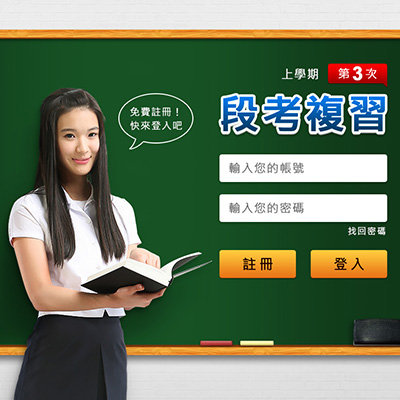 上學期 第3次
段考複習
免費註冊！
快來登入吧
輸入您的帳號
輸入您的密碼
找回密碼
註冊 登入